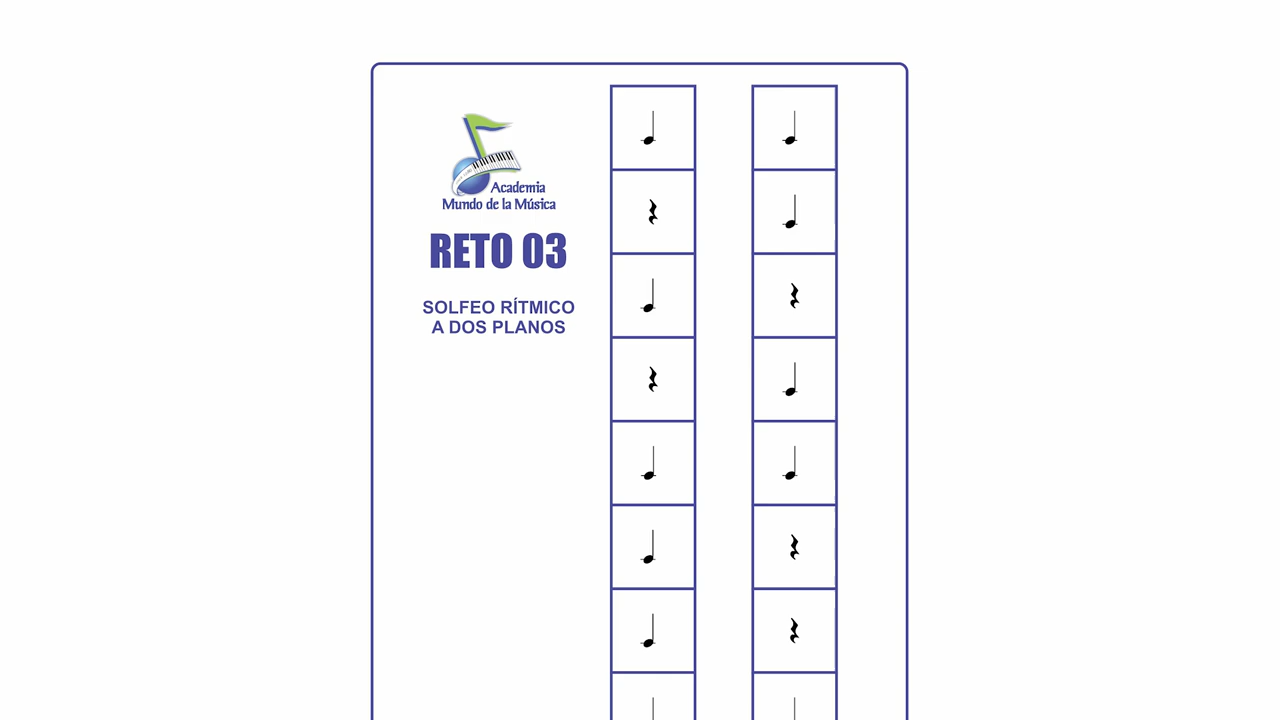 Academia
Mundo de la Música
RETO 03
SOLFEO RÍTMICO
A DOS PLANOS